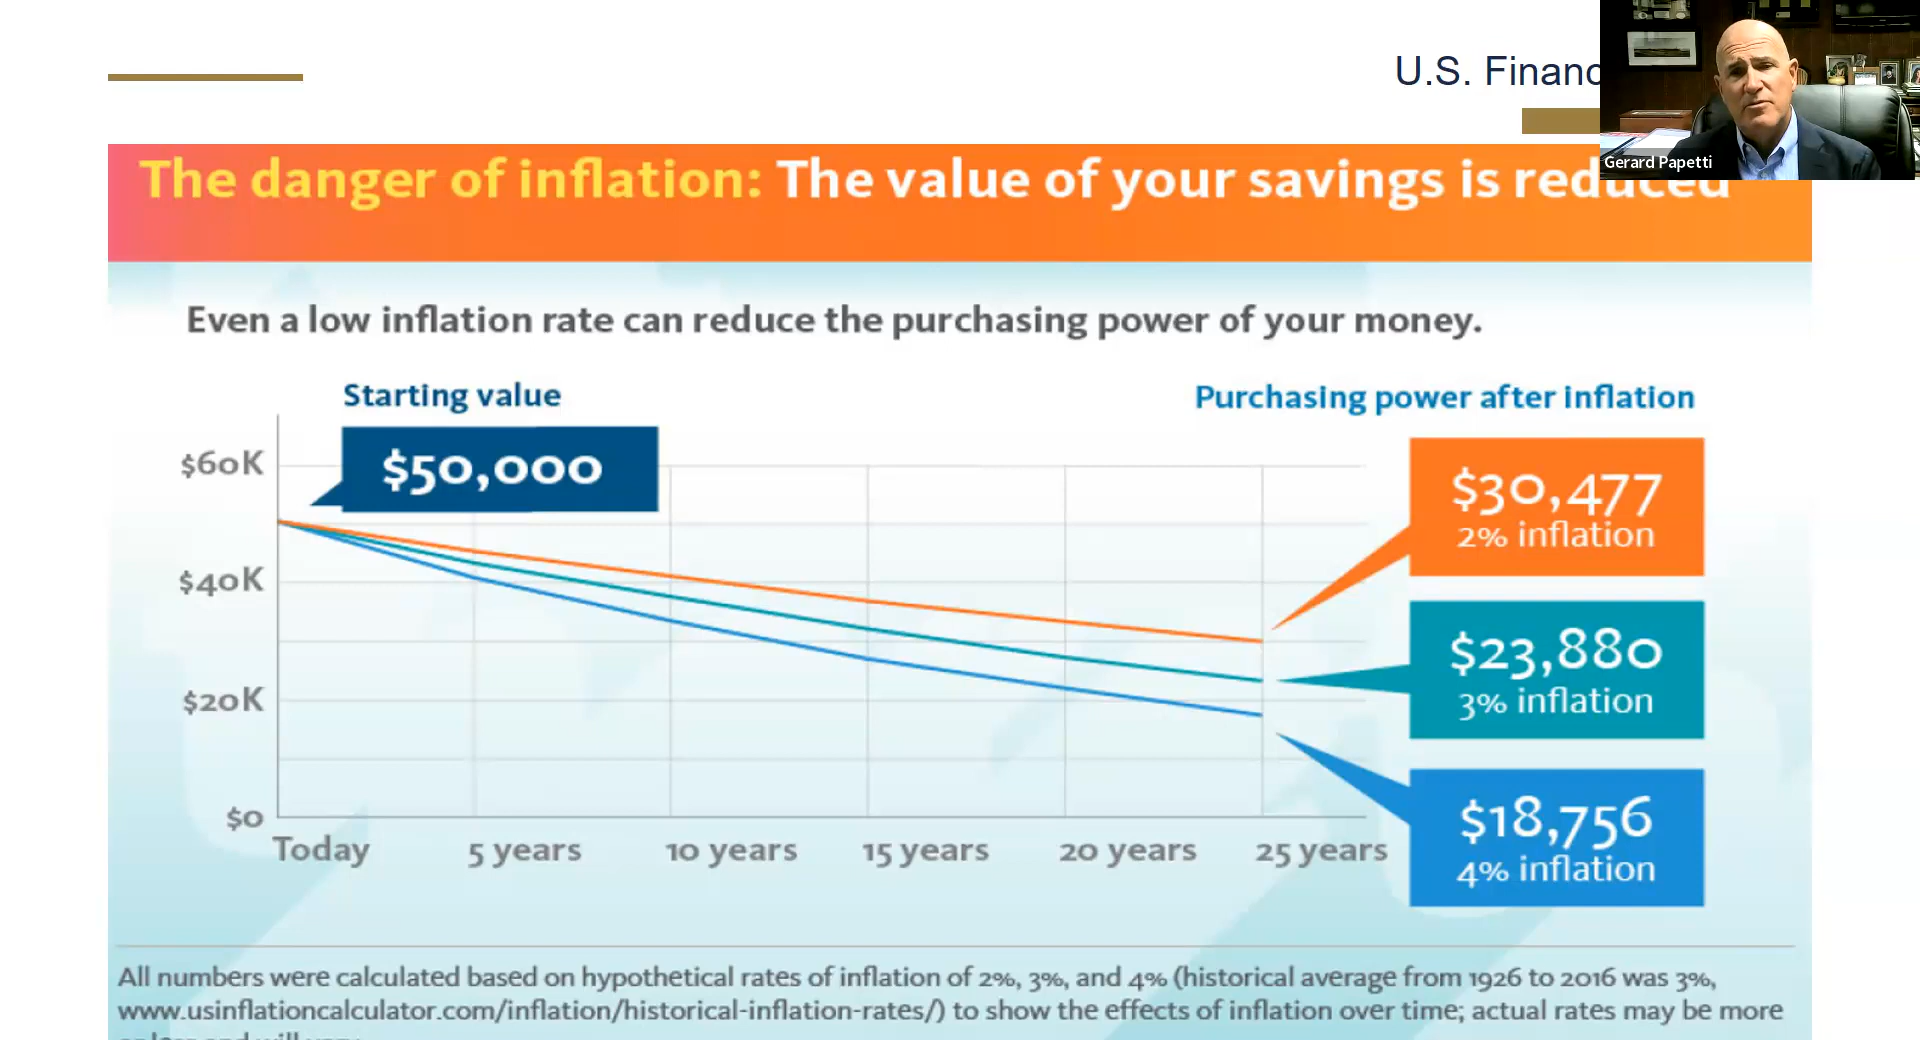 U.S. Financ
Gerard Papetti
The danger of inflation: The value of your savings is reduced
Even a low inflation rate can reduce the purchasing power of your money.
Starting value
$50,000
Purchasing power after inflation
$60K
$40K
$20K
$0
Today 5 years 10 years 15 years 20 years 25 years
$30,477
2% inflation
$23,880
3% inflation
$18,756
4% inflation
All numbers were calculated based on hypothetical rates of inflation of 2%, 3%, and 4% (historical average from 1926 to 2016 was 3%,
www.usinflationcalculator.com/inflation/historical-inflation-rates/) to show the effects of inflation over time; actual rates may be more